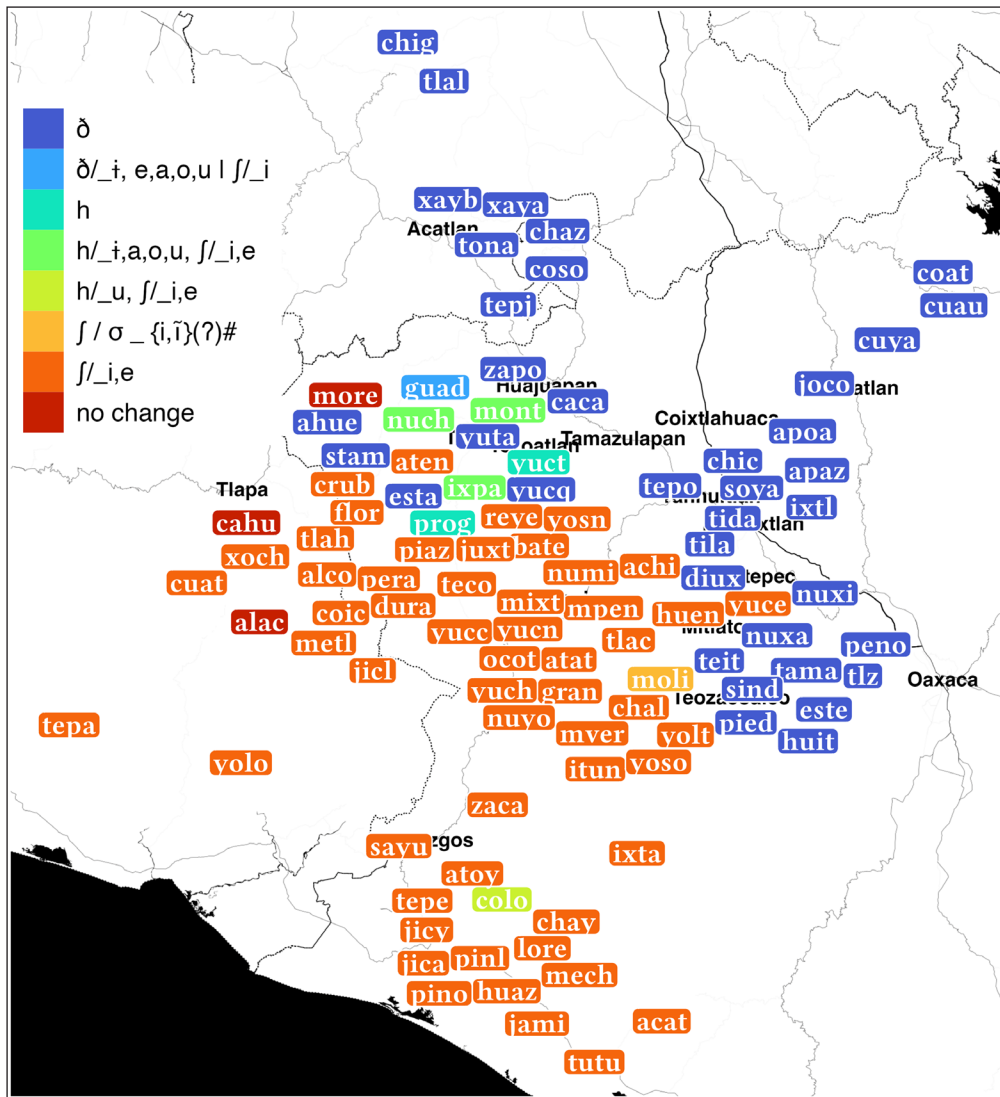 chig
tlal
ð
ð/_ɨ, e,a,o,u | ʃ/_i
h
h/_ɨ,a,o,u, ʃ/_i,e
h/_u, ʃ/_i,e
ʃ / σ _ {i,ĩ}(ʔ)#
ʃ/_i,e
no change
xayb xaya
Acatlan chaz
tona
coso
coat
tepj cuau
cuya
zapo
Huajuapan
more guad joco atlan
caca
ahue nuch mont
Coixtlahuaca apoa
yuta Tamazulapan
stam aten yuct chic apaz
crub esta ixpa yucq tepo soya
Tlapa ixtl
cahu flor prog reye yosn tida
tlah piaz juxt bate tila
xoch
cuat alco pera teco numi achi diux tepec nuxi
alac coic dura mixt mpen huen yuce
metl yucc yucn tlac nuxa peno
jicl ocot atat teit tama tlz
moli sind Oaxaca
yuch gran
tepa nuyo chal pied este
mver volt huit
yolo itun yoso
zaca
sayu zgos ixta
atoy
tepe colo
jicy chay
jica pinl lore
mech
pino huaz
jami acat
tutu